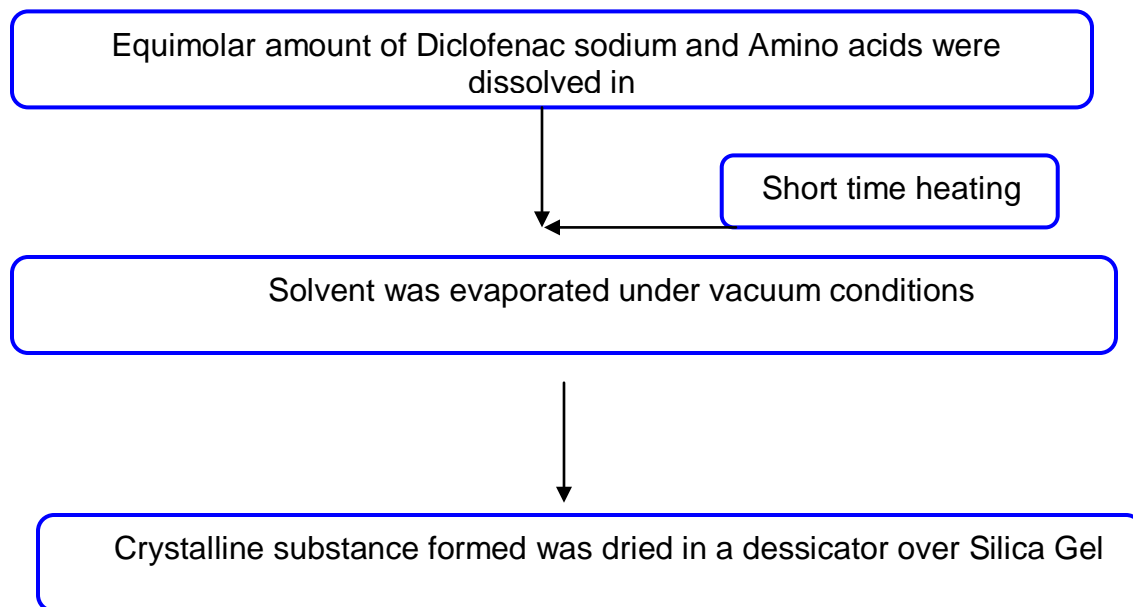 Equimolar amount of Diclofenac sodium and Amino acids were
dissolved in
Short time heating
Solvent was evaporated under vacuum conditions
Crystalline substance formed was dried in a dessicator over Silica Gel